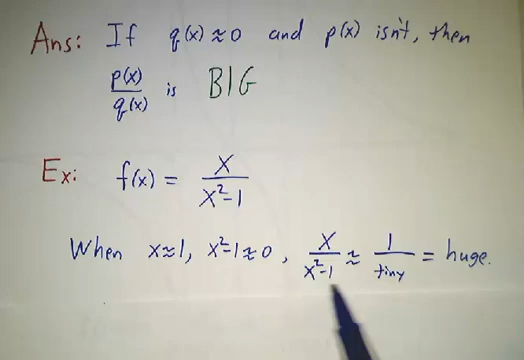 Ans: If q(x) ≈ 0 and p(x) isn't, then
p(x)/q(x) is BIG
Ex: f(x) = x/(x²-1)
When x≈1, x²-1≈0, x/(x²-1) ≈ 1/tiny = huge.